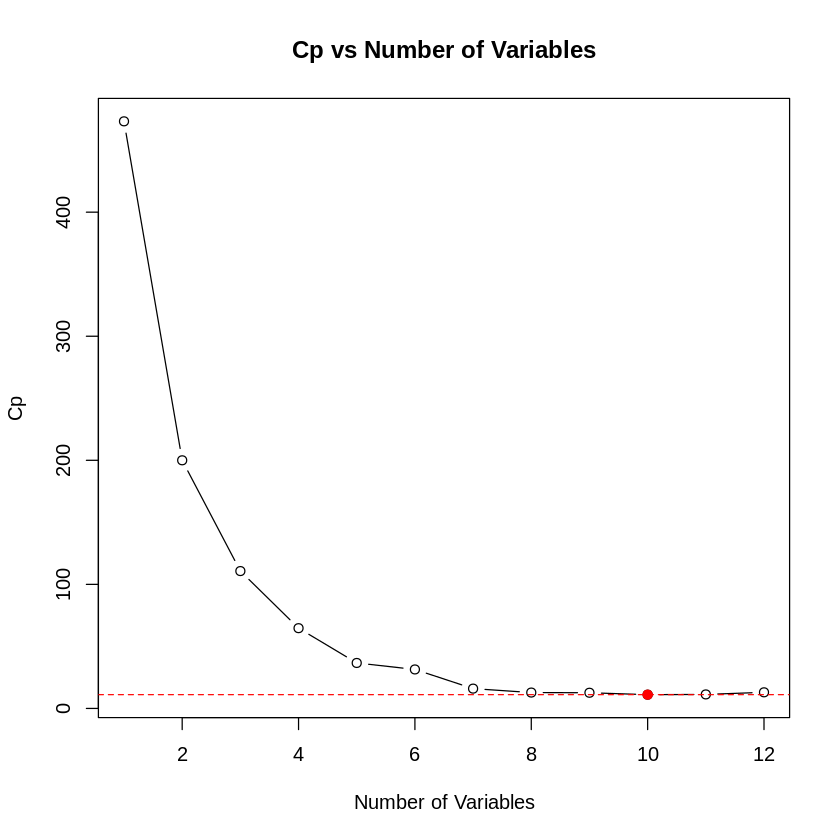 Cp vs Number of Variables
Cp
400
300
200
100
0
2 4 6 8 10 12
Number of Variables